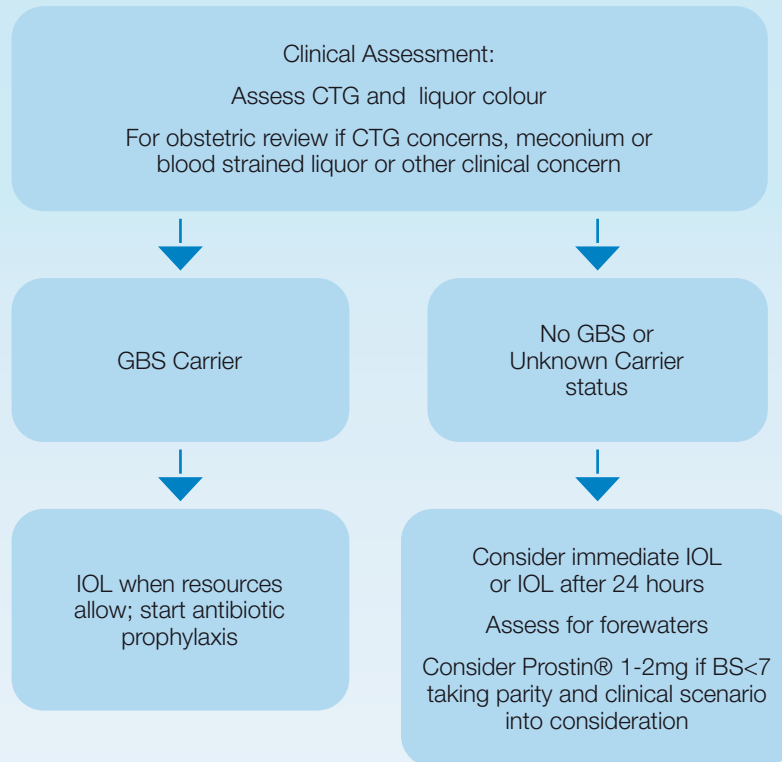 Clinical Assessment:
Assess CTG and liquor colour
For obstetric review if CTG concerns, meconium or
blood strained liquor or other clinical concern
GBS Carrier
No GBS or
Unknown Carrier
status
IOL when resources
allow; start antibiotic
prophylaxis
Consider immediate IOL
or IOL after 24 hours
Assess for forewaters
Consider Prostin® 1-2mg if BS<7
taking parity and clinical scenario
into consideration